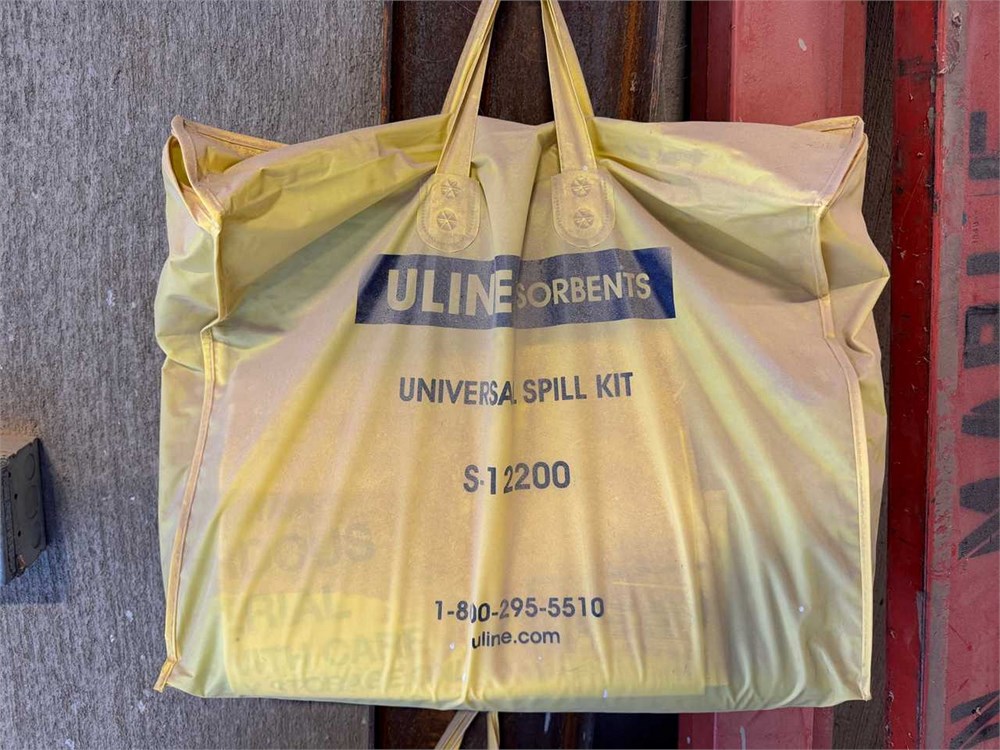 ULINE SORBENTS
UNIVERSAL SPILL KIT
S-12200
1-800-295-5510
uline.com